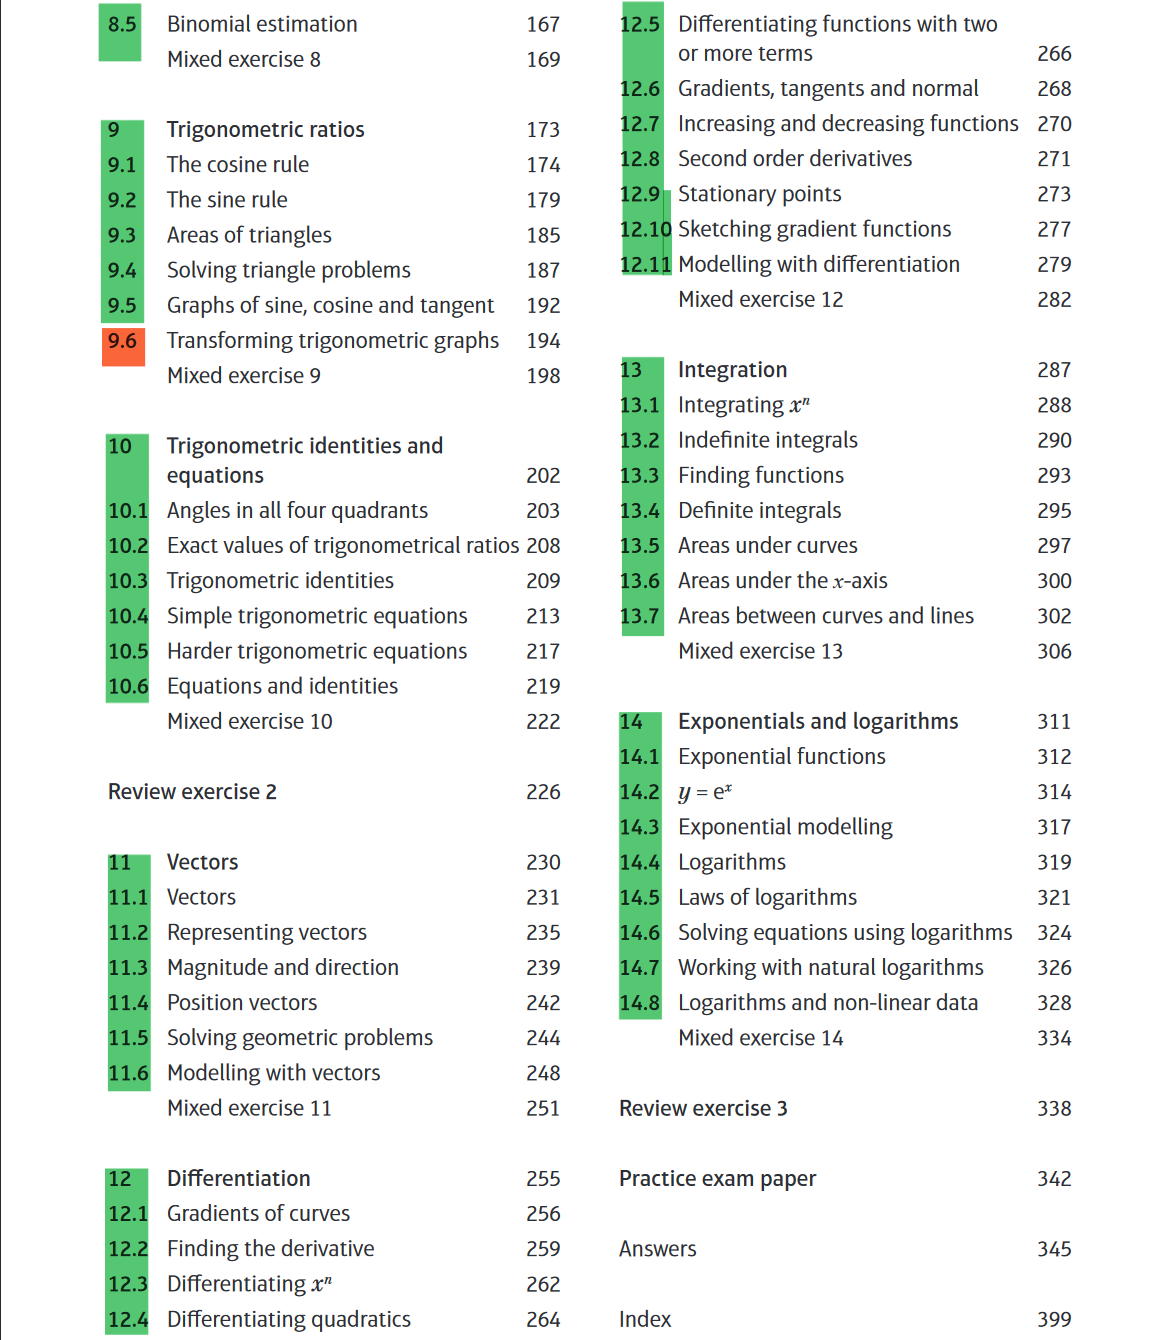 8.5 Binomial estimation 167
Mixed exercise 8 169
9 Trigonometric ratios 173
9.1 The cosine rule 174
9.2 The sine rule 179
9.3 Areas of triangles 185
9.4 Solving triangle problems 187
9.5 Graphs of sine, cosine and tangent 192
9.6 Transforming trigonometric graphs 194
Mixed exercise 9 198
10 Trigonometric identities and
equations 202
10.1 Angles in all four quadrants 203
10.2 Exact values of trigonometrical ratios 208
10.3 Trigonometric identities 209
10.4 Simple trigonometric equations 213
10.5 Harder trigonometric equations 217
10.6 Equations and identities 219
Mixed exercise 10 222
Review exercise 2 226
11 Vectors 230
11.1 Vectors 231
11.2 Representing vectors 235
11.3 Magnitude and direction 239
11.4 Position vectors 242
11.5 Solving geometric problems 244
11.6 Modelling with vectors 248
Mixed exercise 11 251
12 Differentiation 255
12.1 Gradients of curves 256
12.2 Finding the derivative 259
12.3 Differentiating xⁿ 262
12.4 Differentiating quadratics 264
12.5 Differentiating functions with two
or more terms 266
12.6 Gradients, tangents and normal 268
12.7 Increasing and decreasing functions 270
12.8 Second order derivatives 271
12.9 Stationary points 273
12.10 Sketching gradient functions 277
12.11 Modelling with differentiation 279
Mixed exercise 12 282
13 Integration 287
13.1 Integrating xⁿ 288
13.2 Indefinite integrals 290
13.3 Finding functions 293
13.4 Definite integrals 295
13.5 Areas under curves 297
13.6 Areas under the x-axis 300
13.7 Areas between curves and lines 302
Mixed exercise 13 306
14 Exponentials and logarithms 311
14.1 Exponential functions 312
14.2 y = eˣ 314
14.3 Exponential modelling 317
14.4 Logarithms 319
14.5 Laws of logarithms 321
14.6 Solving equations using logarithms 324
14.7 Working with natural logarithms 326
14.8 Logarithms and non-linear data 328
Mixed exercise 14 334
Review exercise 3 338
Practice exam paper 342
Answers 345
Index 399